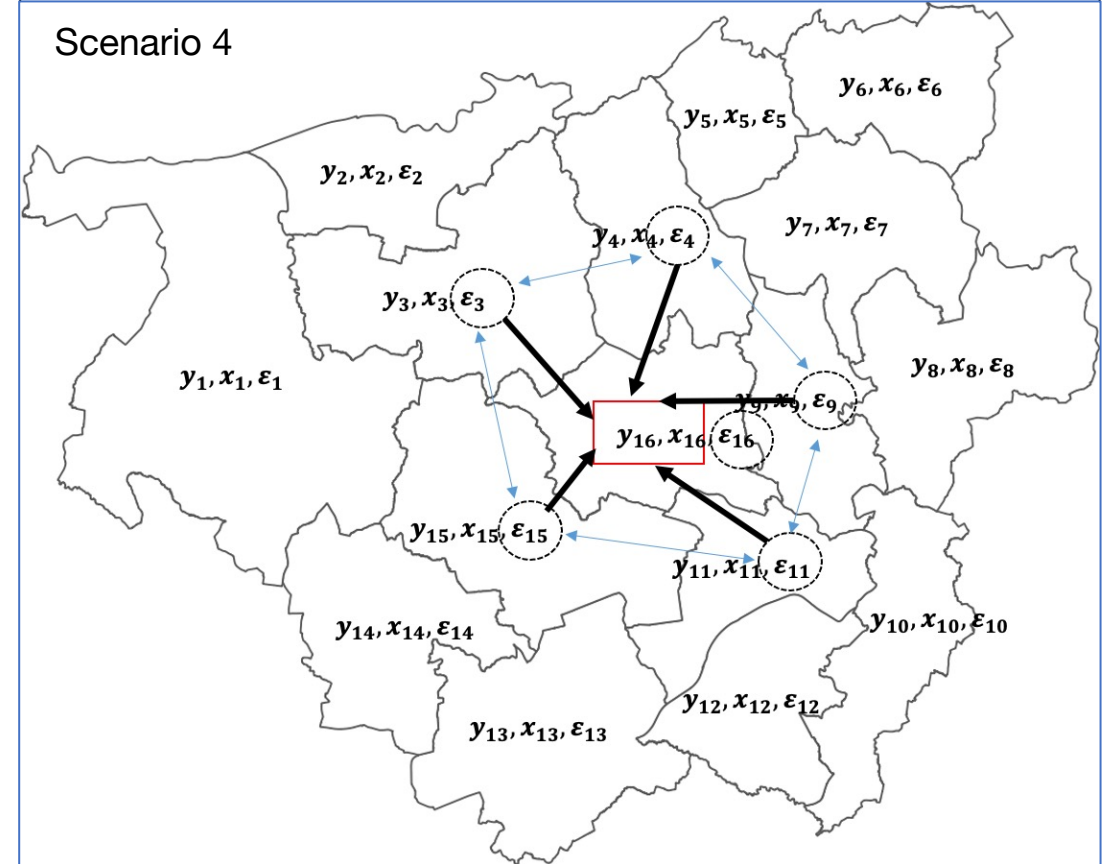 Scenario 4
y₆, x₆, ε₆
y₅, x₅, ε₅
y₂, x₂, ε₂
y₇, x₇, ε₇
y₄, x₄, ε₄
y₃, x₃, ε₃
y₈, x₈, ε₈
y₁, x₁, ε₁
y₉, x₉, ε₉
y₁₆, x₁₆, ε₁₆
y₁₅, x₁₅, ε₁₅
y₁₁, x₁₁, ε₁₁
y₁₀, x₁₀, ε₁₀
y₁₄, x₁₄, ε₁₄
y₁₂, x₁₂, ε₁₂
y₁₃, x₁₃, ε₁₃